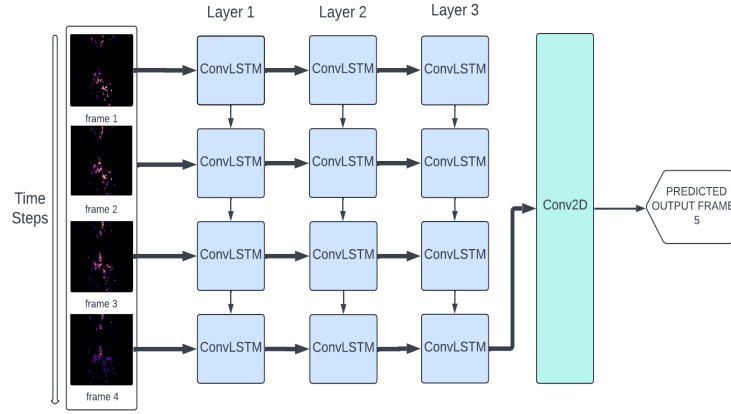 Layer 1
Layer 2
Layer 3
Time
Steps
frame 1
ConvLSTM
ConvLSTM
ConvLSTM
frame 2
ConvLSTM
ConvLSTM
ConvLSTM
frame 3
ConvLSTM
ConvLSTM
ConvLSTM
frame 4
ConvLSTM
ConvLSTM
ConvLSTM
Conv2D
PREDICTED
OUTPUT FRAME
5